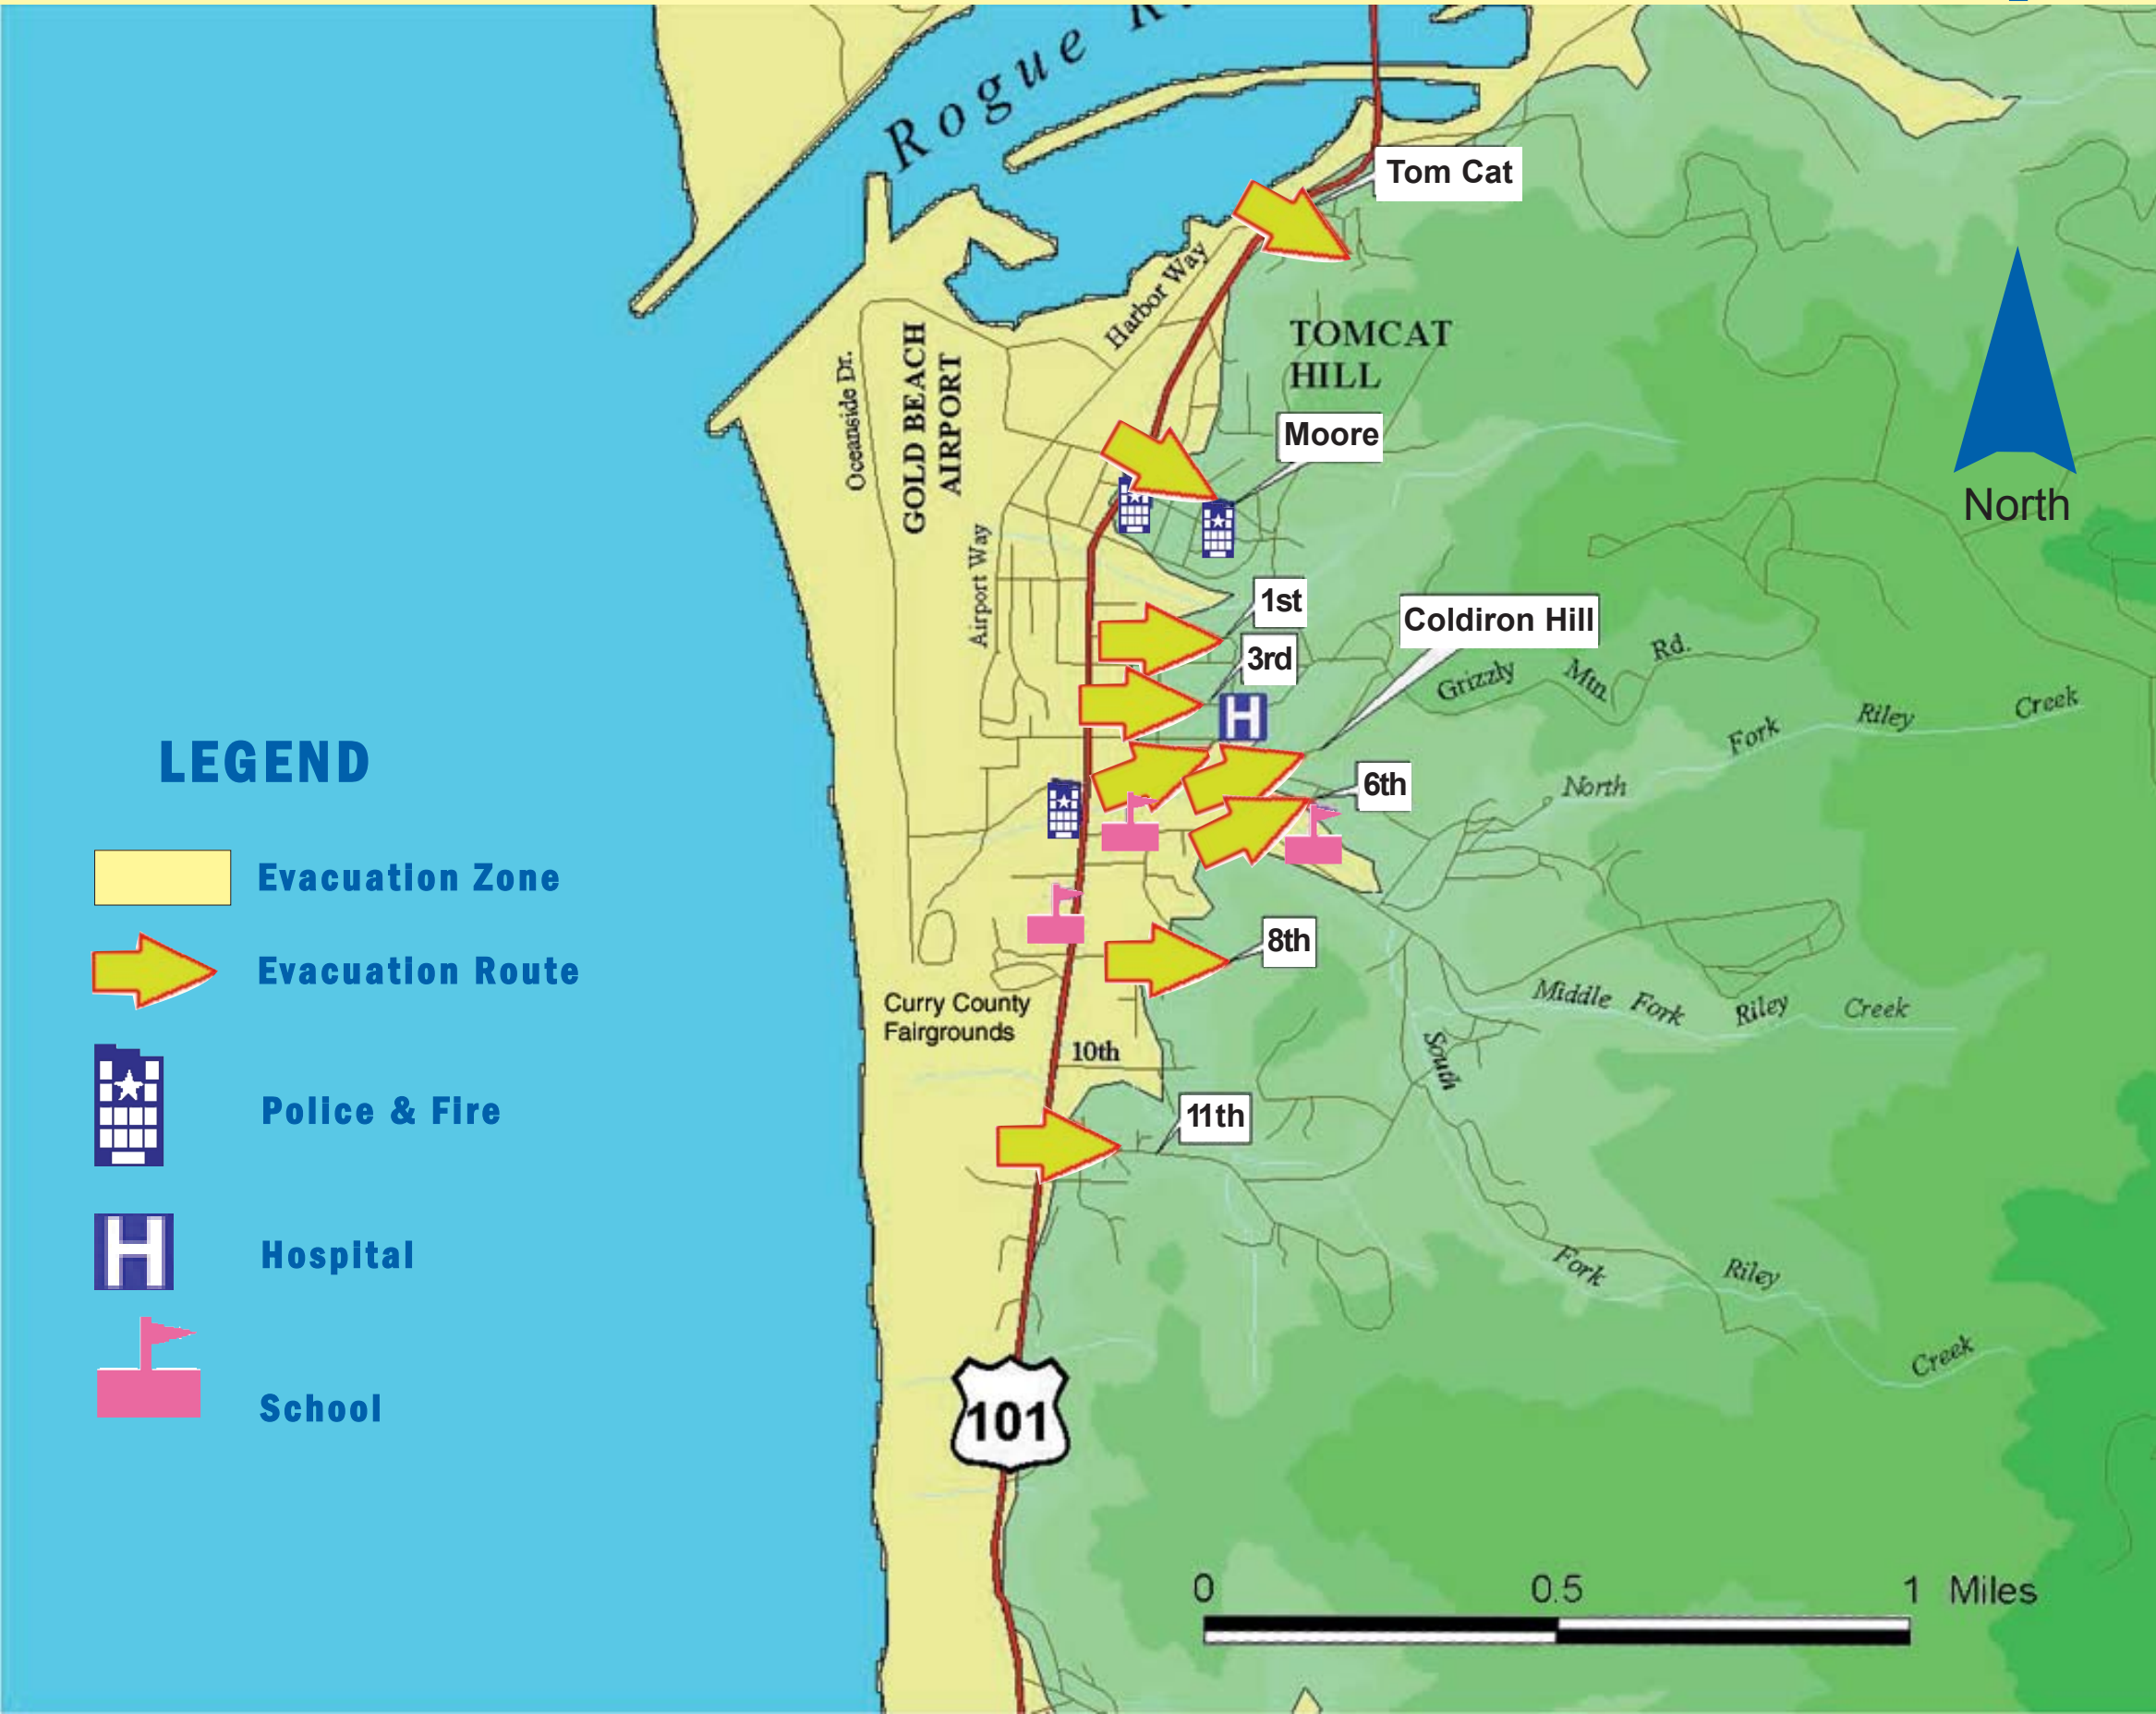 Rogue
Tom Cat
Harbor Way
TOMCAT
HILL
Oceanside Dr.
GOLD BEACH
AIRPORT
Moore
North
Airport Way
1st
3rd
Coldiron Hill
Grizzly Mtn. Rd.
North Fork Riley Creek
H
6th
8th
Curry County
Fairgrounds
10th
11th
Middle Fork Riley Creek
South Fork Riley Creek
101
LEGEND
Evacuation Zone
Evacuation Route
Police & Fire
H
Hospital
School
0 0.5 1 Miles